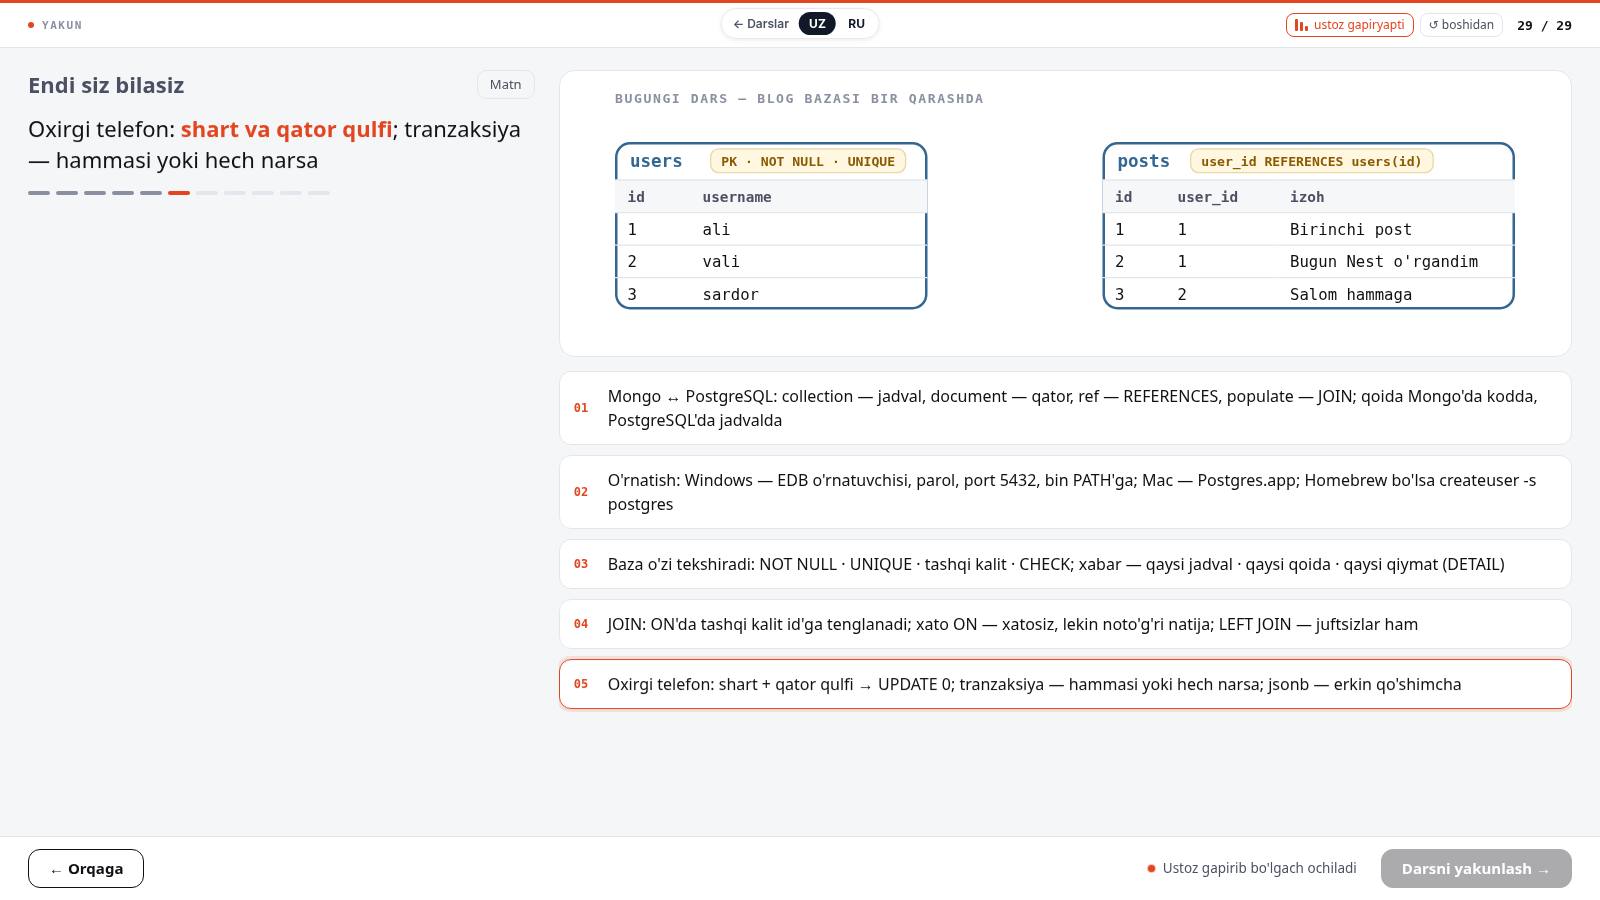 YAKUN
← Darslar UZ RU
ustoz gapiryapti
↺ boshidan
29 / 29
Endi siz bilasiz
Matn
Oxirgi telefon: shart va qator qulfi; tranzaksiya
— hammasi yoki hech narsa
BUGUNGI DARS — BLOG BAZASI BIR QARASHDA
users PK · NOT NULL · UNIQUE
id username
1 ali
2 vali
3 sardor
posts user_id REFERENCES users(id)
id user_id izoh
1 1 Birinchi post
2 1 Bugun Nest o'rgandim
3 2 Salom hammaga
01 Mongo ↔ PostgreSQL: collection — jadval, document — qator, ref — REFERENCES, populate — JOIN; qoida Mongo'da kodda,
PostgreSQL'da jadvalda
02 O'rnatish: Windows — EDB o'rnatuvchisi, parol, port 5432, bin PATH'ga; Mac — Postgres.app; Homebrew bo'lsa createuser -s
postgres
03 Baza o'zi tekshiradi: NOT NULL · UNIQUE · tashqi kalit · CHECK; xabar — qaysi jadval · qaysi qoida · qaysi qiymat (DETAIL)
04 JOIN: ON'da tashqi kalit id'ga tenglanadi; xato ON — xatosiz, lekin noto'g'ri natija; LEFT JOIN — juftsizlar ham
05 Oxirgi telefon: shart + qator qulfi → UPDATE 0; tranzaksiya — hammasi yoki hech narsa; jsonb — erkin qo'shimcha
← Orqaga
Ustoz gapirib bo'lgach ochiladi
Darsni yakunlash →